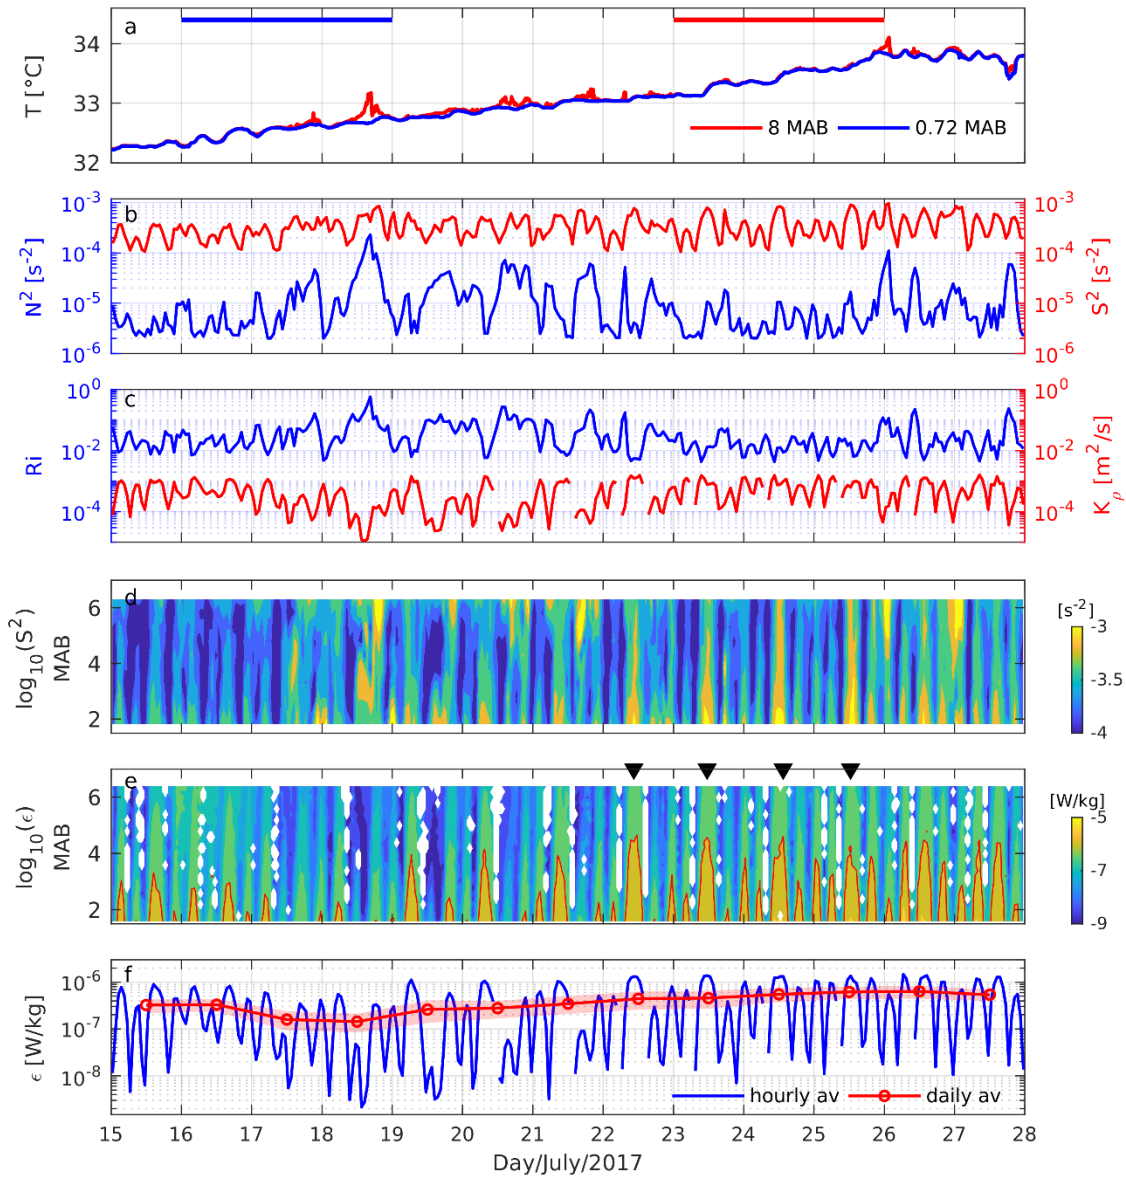 a
T [°C]
34
33
32
8 MAB
0.72 MAB
b
N² [s⁻²]
10⁻³
10⁻⁴
10⁻⁵
10⁻⁶
10⁻³
10⁻⁴
10⁻⁵
10⁻⁶
S² [s⁻²]
c
Ri
10⁰
10⁻²
10⁻⁴
10⁰
10⁻²
10⁻⁴
K_ρ [m²/s]
d
log₁₀(S²)
MAB
6
4
2
[s⁻²]
-3
-3.5
-4
e
log₁₀(ϵ)
MAB
6
4
2
[W/kg]
-5
-7
-9
f
ϵ [W/kg]
10⁻⁶
10⁻⁷
10⁻⁸
hourly av
daily av
15 16 17 18 19 20 21 22 23 24 25 26 27 28
Day/July/2017